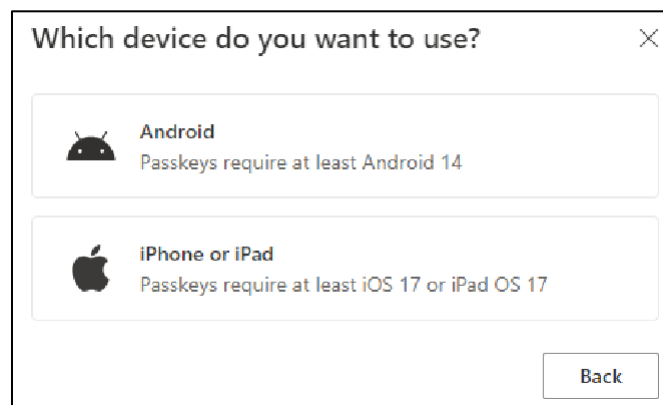 Which device do you want to use?
Android
Passkeys require at least Android 14
iPhone or iPad
Passkeys require at least iOS 17 or iPad OS 17
Back